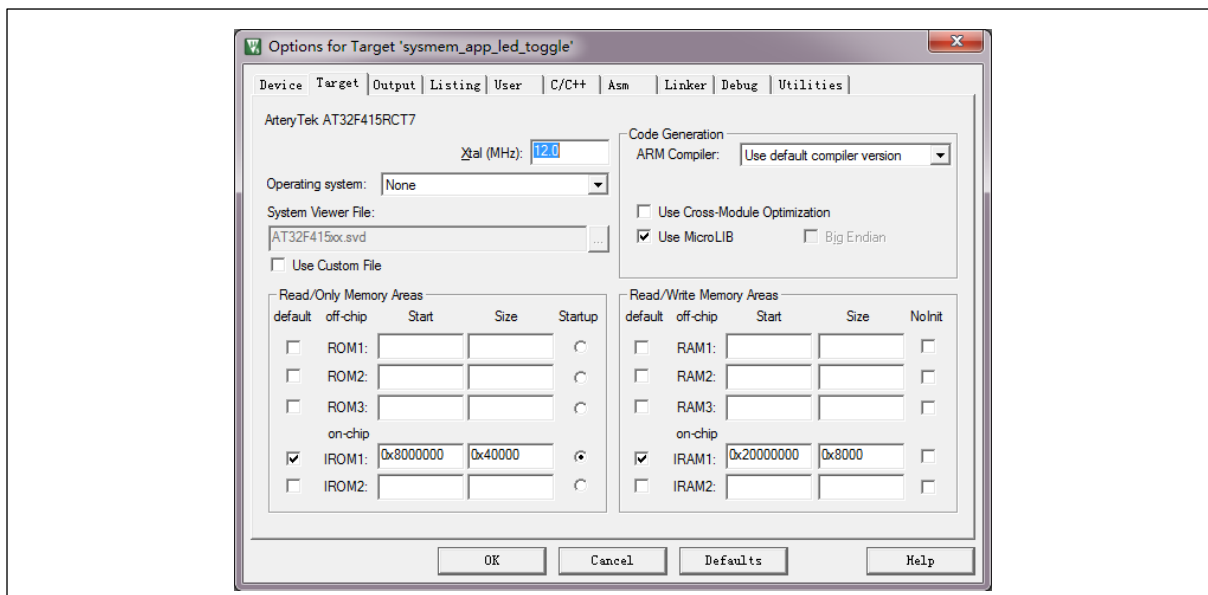 Options for Target 'sysmem_app_led_toggle'
Device Target Output Listing User C/C++ Asm Linker Debug Utilities
ArteryTek AT32F415RCT7
Xtal (MHz): 12.0
Operating system: None
System Viewer File:
AT32F415xx.svd ...
Use Custom File
Code Generation
ARM Compiler: Use default compiler version
Use Cross-Module Optimization
Use MicroLIB Big Endian
Read/Only Memory Areas
default off-chip Start Size Startup
ROM1:
ROM2:
ROM3:
on-chip
IROM1: 0x8000000 0x40000
IROM2:
Read/Write Memory Areas
default off-chip Start Size NoInit
RAM1:
RAM2:
RAM3:
on-chip
IRAM1: 0x20000000 0x8000
IRAM2:
OK Cancel Defaults Help